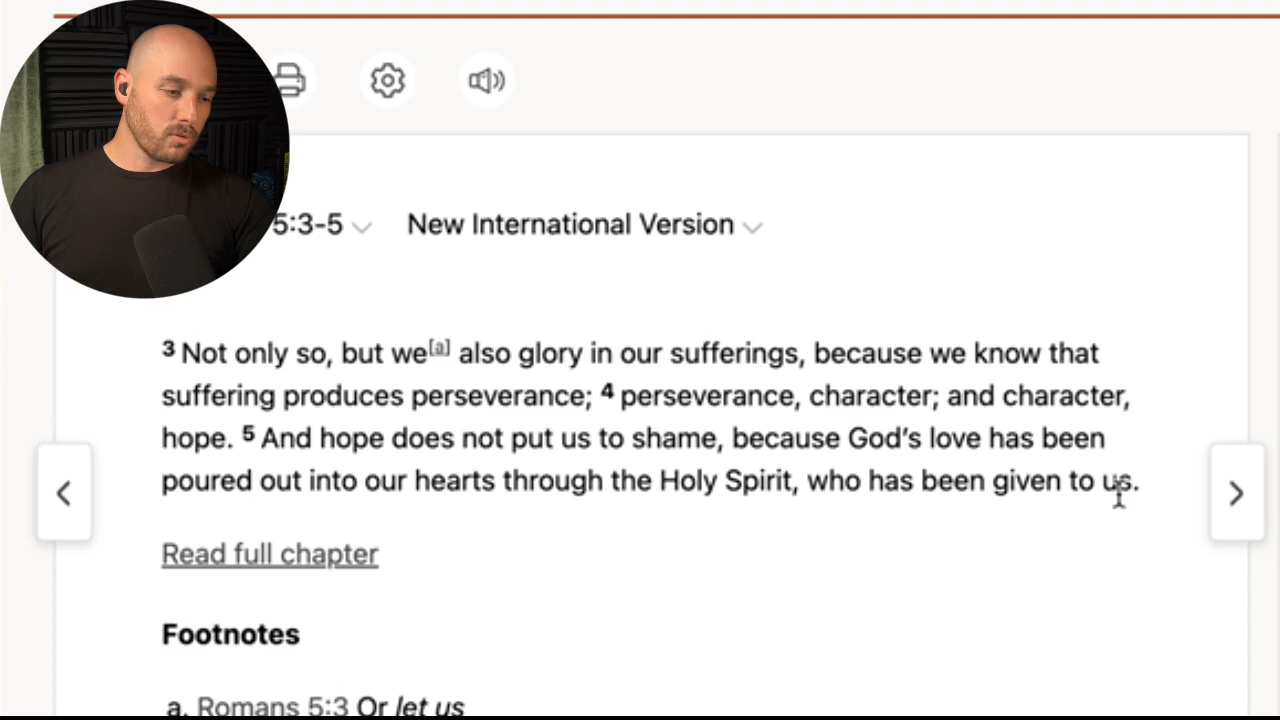 5:3-5 New International Version
3 Not only so, but we[a] also glory in our sufferings, because we know that
suffering produces perseverance; 4 perseverance, character; and character,
hope. 5 And hope does not put us to shame, because God’s love has been
poured out into our hearts through the Holy Spirit, who has been given to us.
Read full chapter
Footnotes
a. Romans 5:3 Or let us